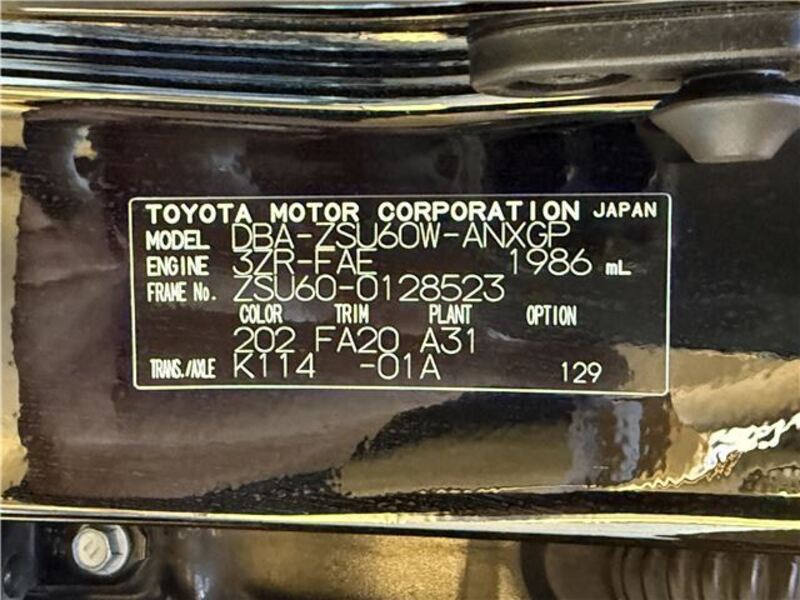 TOYOTA MOTOR CORPORATION JAPAN
MODEL DBA-ZSU60W-ANXGP
ENGINE 3ZR-FAE 1986 mL
FRAME No. ZSU60-0128523
COLOR TRIM PLANT OPTION
202 FA20 A31
TRANS./AXLE K114 -01A 129